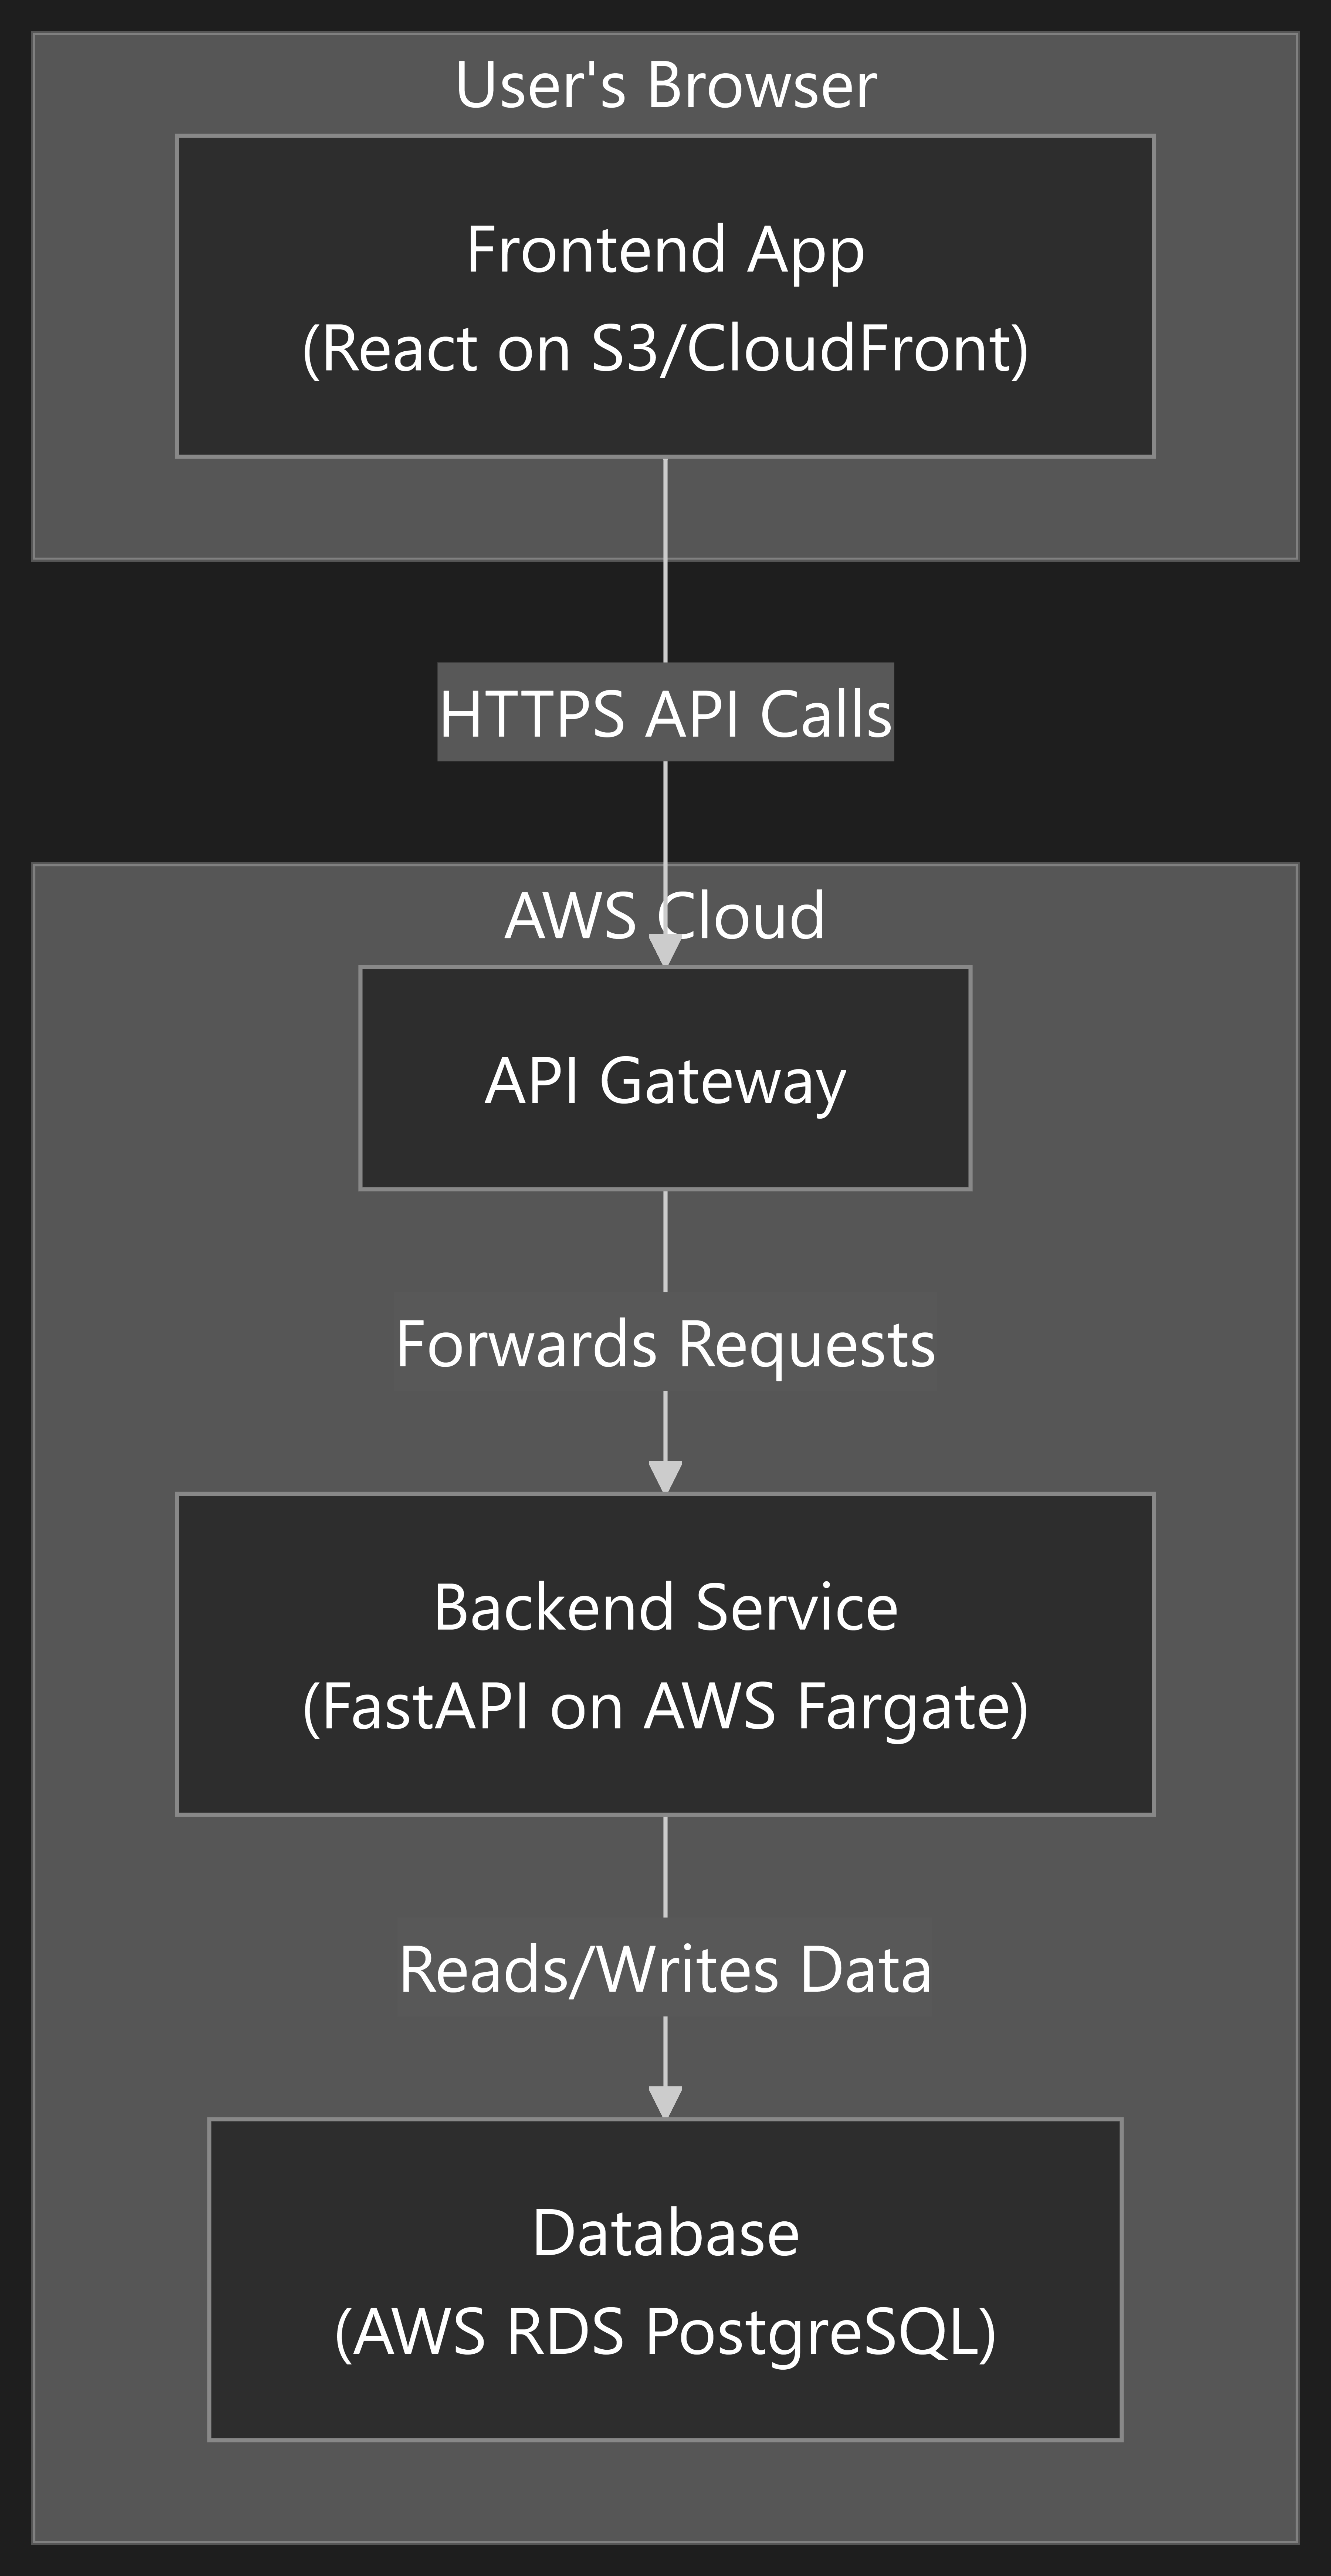 User's Browser
Frontend App
(React on S3/CloudFront)
HTTPS API Calls
AWS Cloud
API Gateway
Forwards Requests
Backend Service
(FastAPI on AWS Fargate)
Reads/Writes Data
Database
(AWS RDS PostgreSQL)